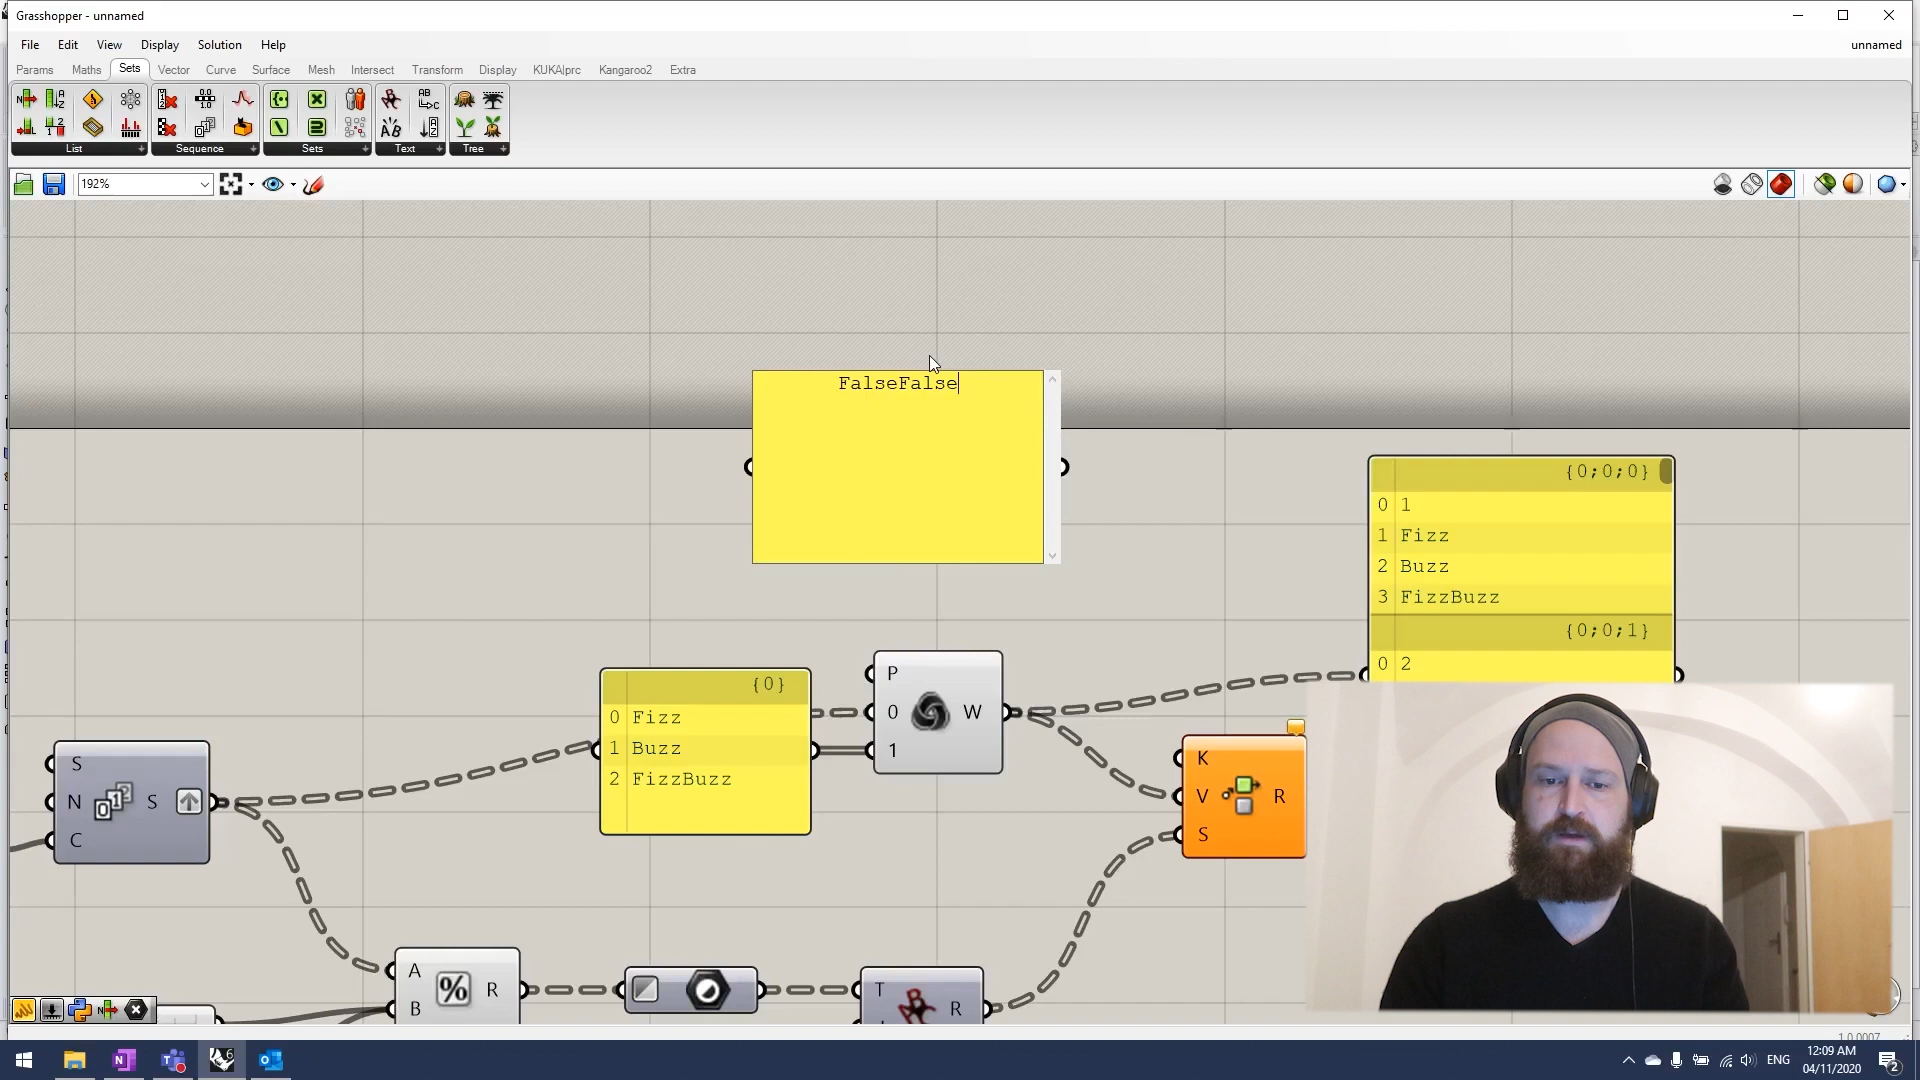 Grasshopper - unnamed
File Edit View Display Solution Help
unnamed
Params Maths Sets Vector Curve Surface Mesh Intersect Transform Display KUKA|prc Kangaroo2 Extra
List Sequence Sets Text Tree
192%
FalseFalse
{0;0;0}
0 1
1 Fizz
2 Buzz
3 FizzBuzz
{0;0;1}
0 2
{0}
0 Fizz
1 Buzz
2 FizzBuzz
P
0 W
1
S
N S
C
K
V R
S
A
R
B
T
R
ENG
12:09 AM
04/11/2020
2